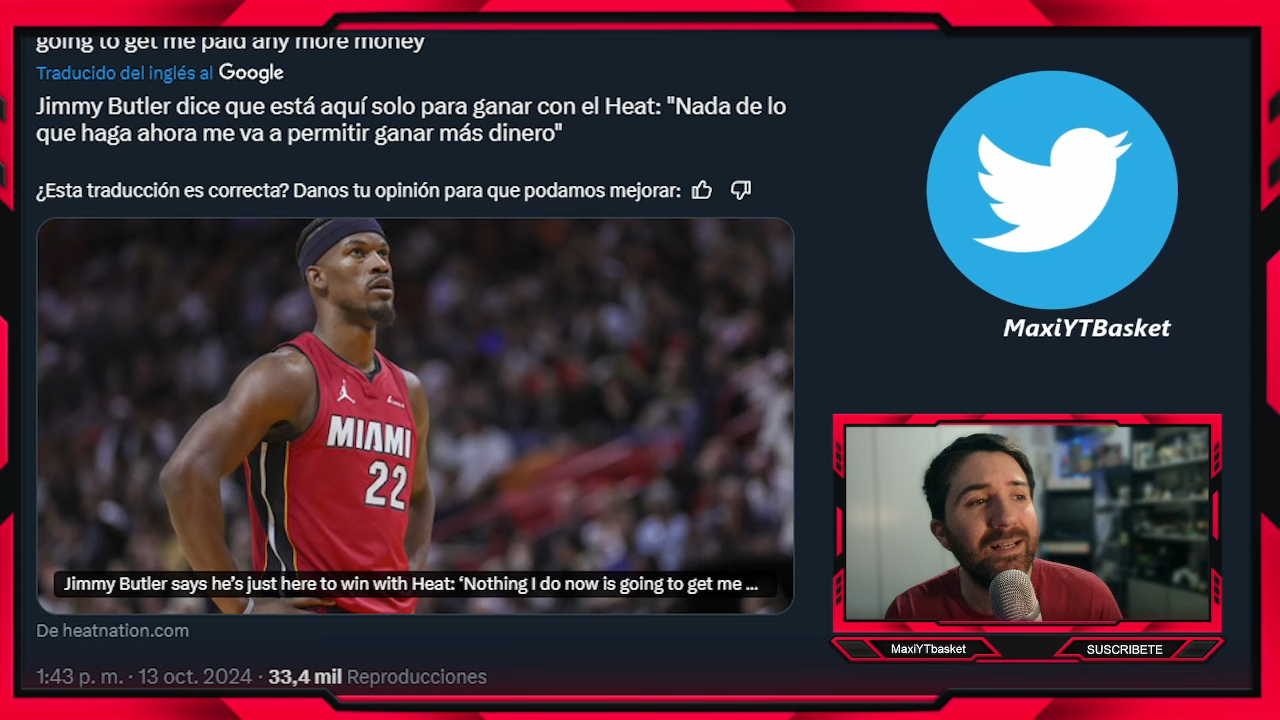 going to get me paid any more money
Traducido del inglés al Google
Jimmy Butler dice que está aquí solo para ganar con el Heat: "Nada de lo
que haga ahora me va a permitir ganar más dinero"
¿Esta traducción es correcta? Danos tu opinión para que podamos mejorar:
MIAMI
22
Jimmy Butler says he's just here to win with Heat: ‘Nothing I do now is going to get me ...
De heatnation.com
1:43 p. m. · 13 oct. 2024 · 33,4 mil Reproducciones
MaxiYTBasket
MaxiYTbasket
SUSCRIBETE